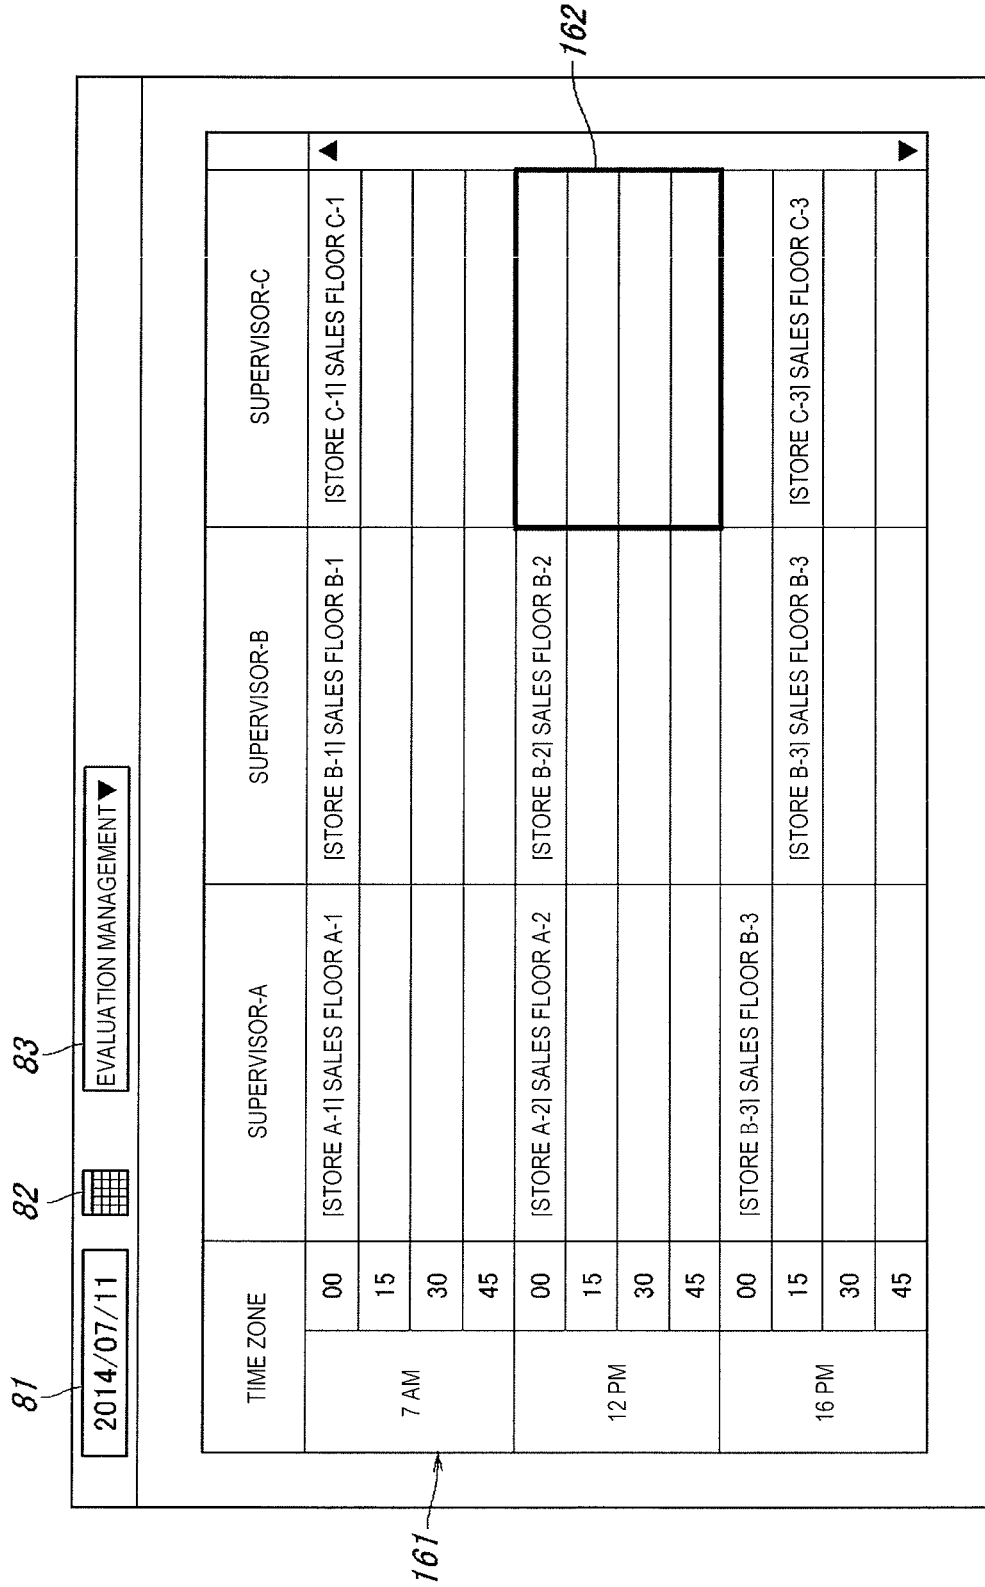 81
82
83
2014/07/11
EVALUATION MANAGEMENT▼
161
162
TIME ZONE SUPERVISOR-A SUPERVISOR-B SUPERVISOR-C
7 AM 00 [STORE A-1] SALES FLOOR A-1 [STORE B-1] SALES FLOOR B-1 [STORE C-1] SALES FLOOR C-1
15
30
45
12 PM 00 [STORE A-2] SALES FLOOR A-2 [STORE B-2] SALES FLOOR B-2
15
30
45
16 PM 00 [STORE B-3] SALES FLOOR B-3
15 [STORE B-3] SALES FLOOR B-3 [STORE C-3] SALES FLOOR C-3
30
45